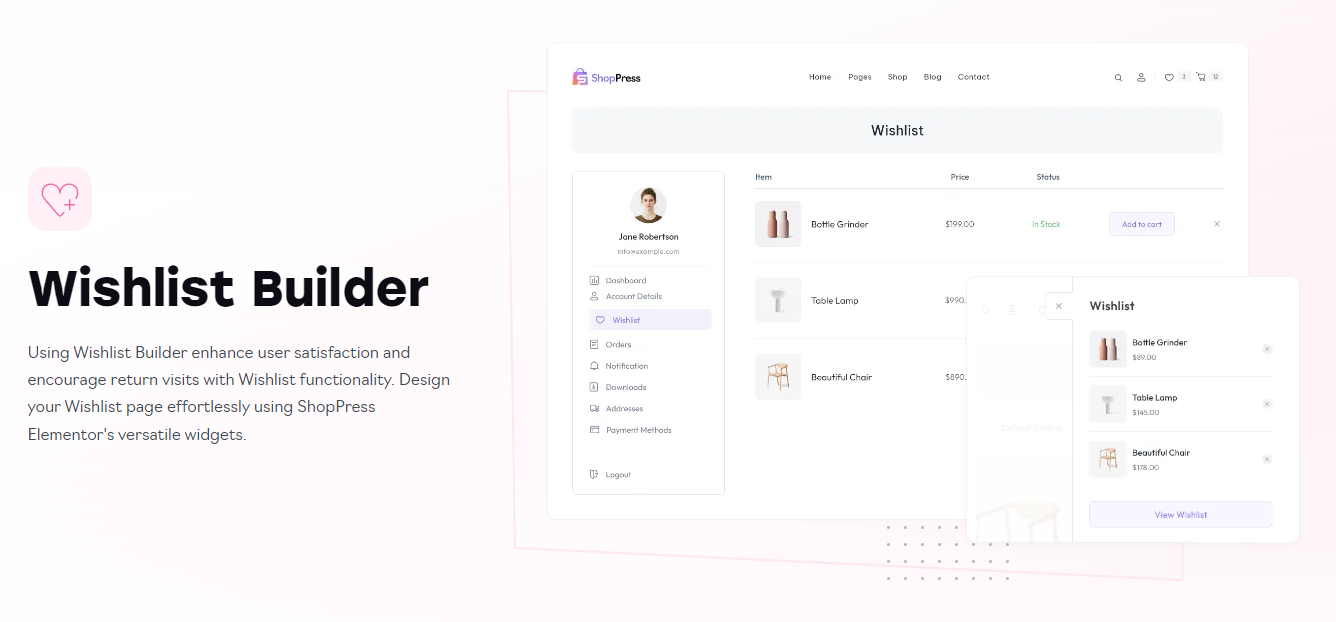 Wishlist Builder
Using Wishlist Builder enhance user satisfaction and
encourage return visits with Wishlist functionality. Design
your Wishlist page effortlessly using ShopPress
Elementor's versatile widgets.
ShopPress
Home Pages Shop Blog Contact
3 12
Wishlist
Jane Robertson
Info@example.com
Dashboard
Account Details
Wishlist
Orders
Notification
Downloads
Addresses
Payment Methods
Logout
Item Price Status
Bottle Grinder $199.00 In Stock Add to cart
Table Lamp $990.
Beautiful Chair $890.
Default Sorting
Wishlist
Bottle Grinder
$89.00
Table Lamp
$145.00
Beautiful Chair
$178.00
View Wishlist